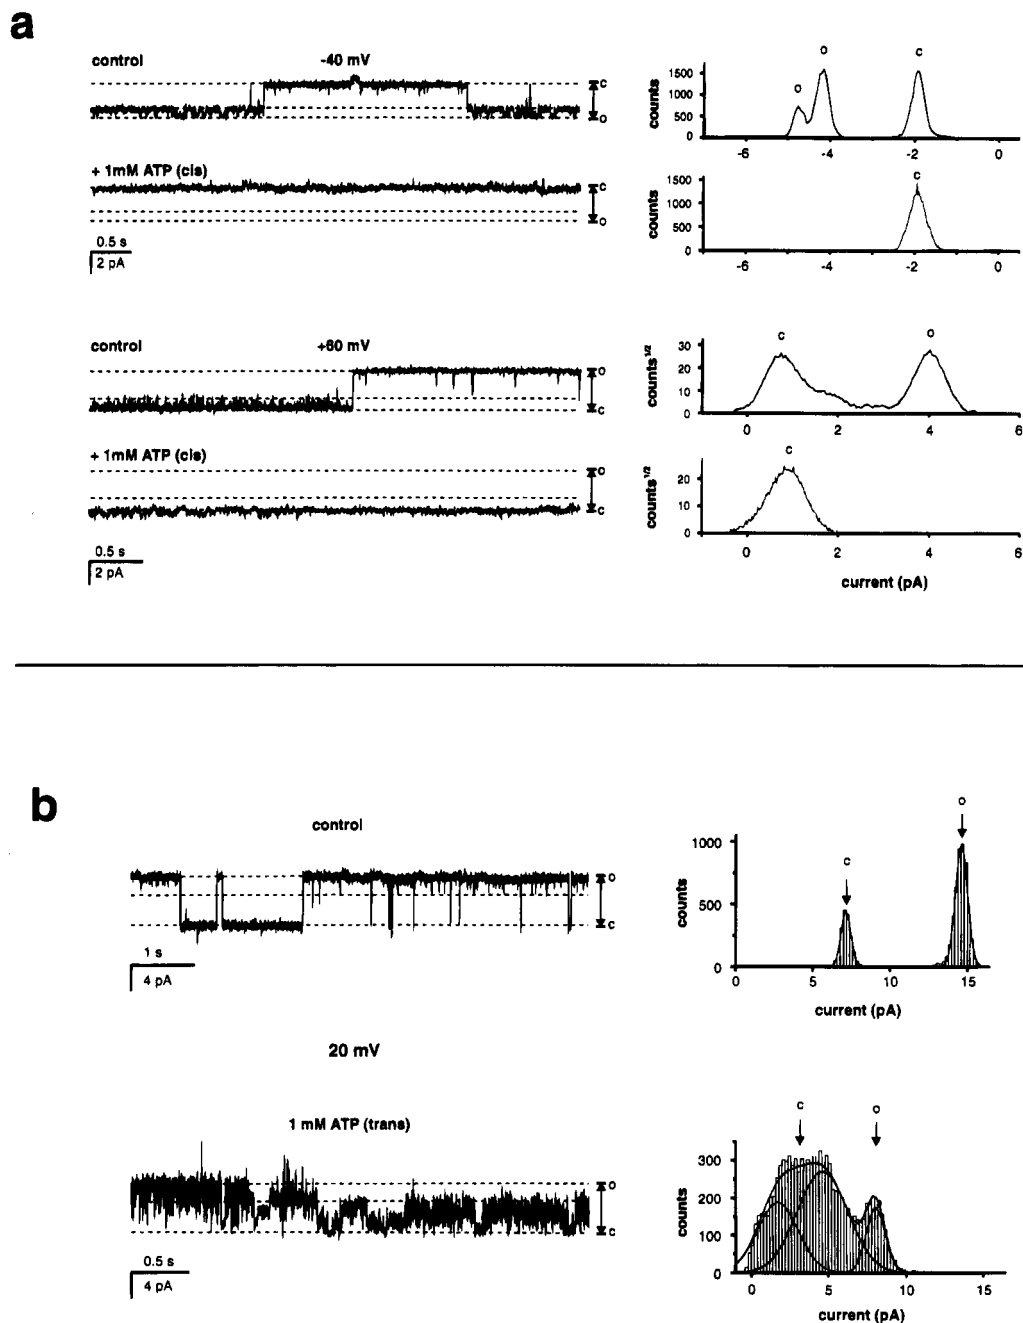 a
control
-40 mV
c
o
+ 1mM ATP (cis)
c
o
0.5 s
2 pA
counts
1500
1000
500
0
o
o
c
-6
-4
-2
0
counts
1500
1000
500
0
c
-6
-4
-2
0
control
+60 mV
o
c
+ 1mM ATP (cis)
o
c
0.5 s
2 pA
counts1/2
30
20
10
0
c
o
0
2
4
6
counts1/2
20
10
0
c
0
2
4
6
current (pA)
b
control
o
c
1 s
4 pA
counts
1000
500
0
c
o
0
5
10
15
current (pA)
20 mV
1 mM ATP (trans)
o
c
0.5 s
4 pA
counts
300
200
100
0
c
o
0
5
10
15
current (pA)